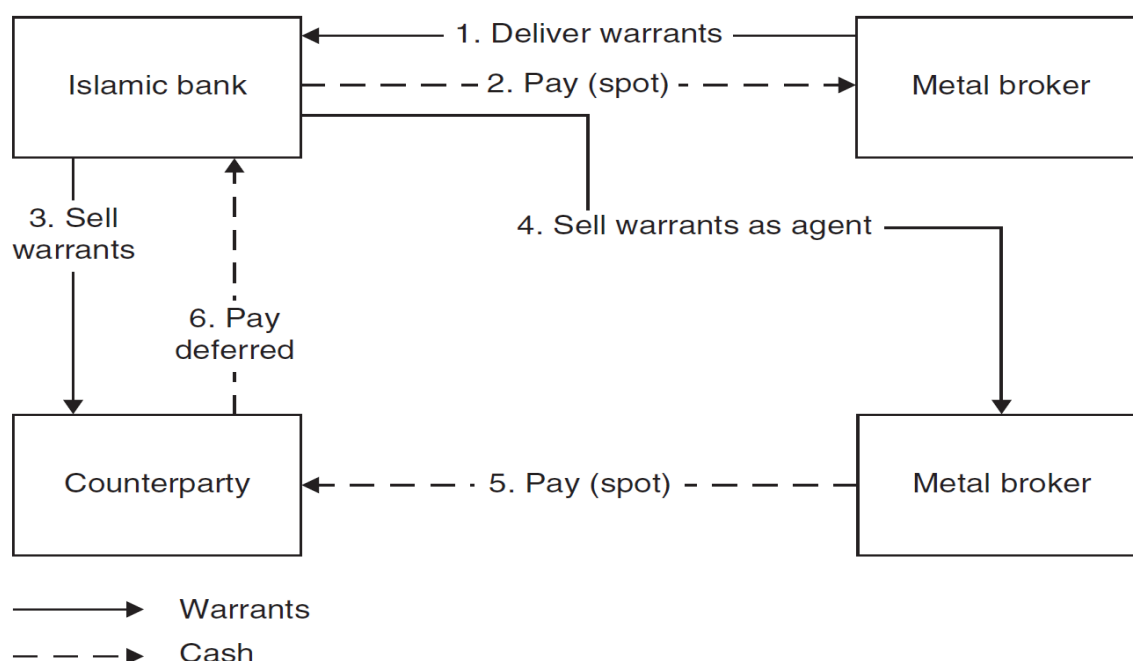 1. Deliver warrants
Islamic bank
2. Pay (spot)
Metal broker
3. Sell
warrants
4. Sell warrants as agent
6. Pay
deferred
Counterparty
5. Pay (spot)
Metal broker
Warrants
Cash